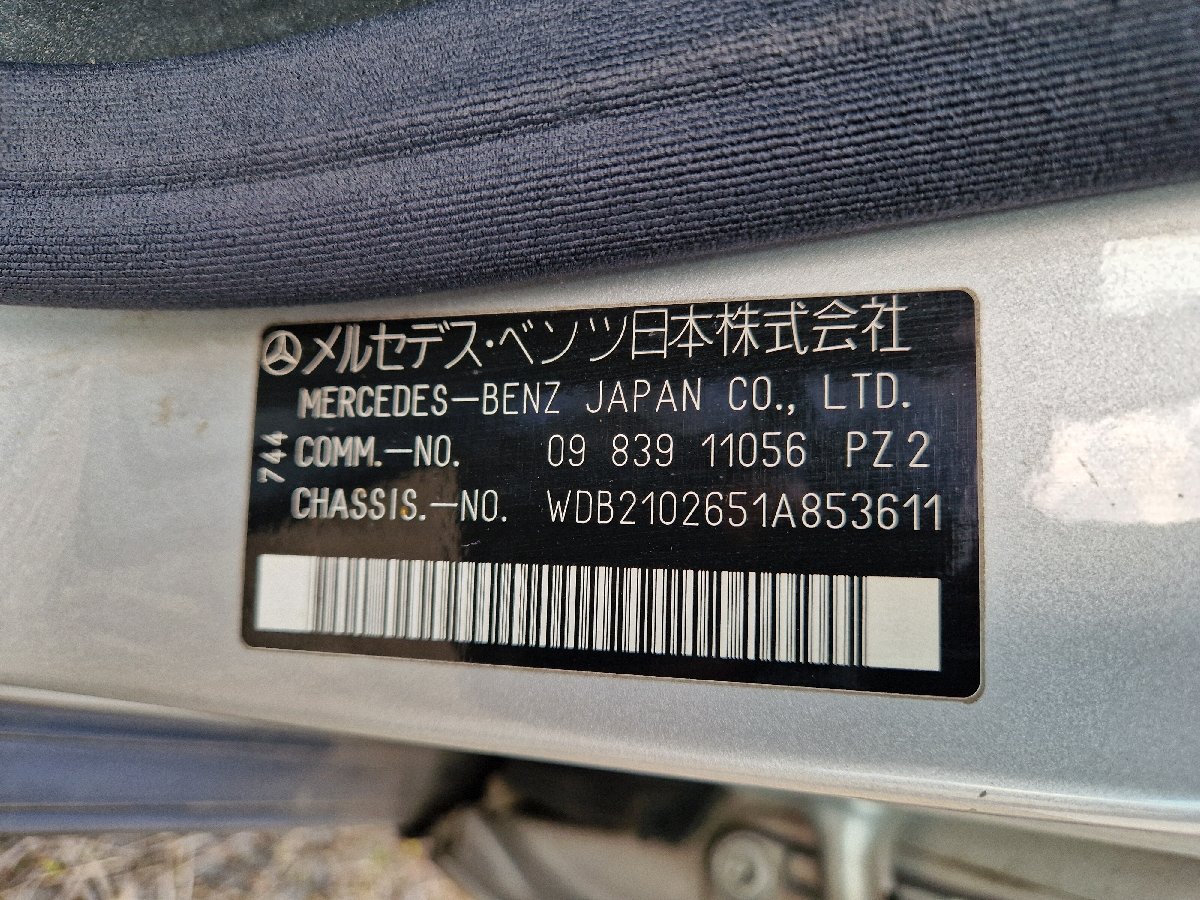 メルセデス・ベンツ日本株式会社
MERCEDES-BENZ JAPAN CO., LTD.
744
COMM.-NO. 09 839 11056 PZ 2
CHASSIS.-NO. WDB2102651A853611